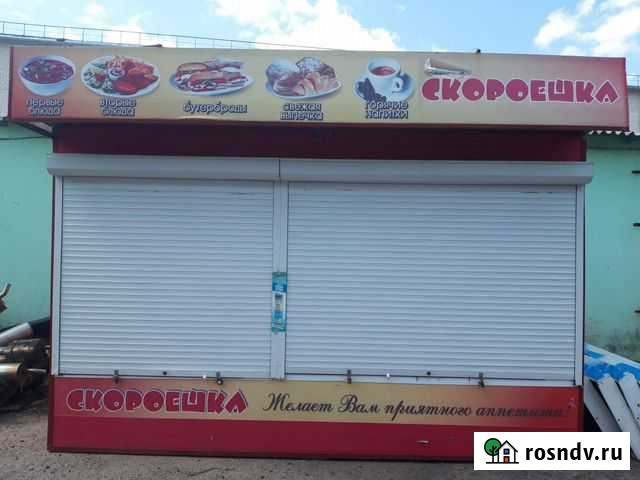 первые
блюда
вторые
блюда
бутерброды
свежая
выпечка
горячие
напитки
СКОРОЕШКА
СКОРОЕШКА Желает Вам приятного аппетита!
rosndv.ru